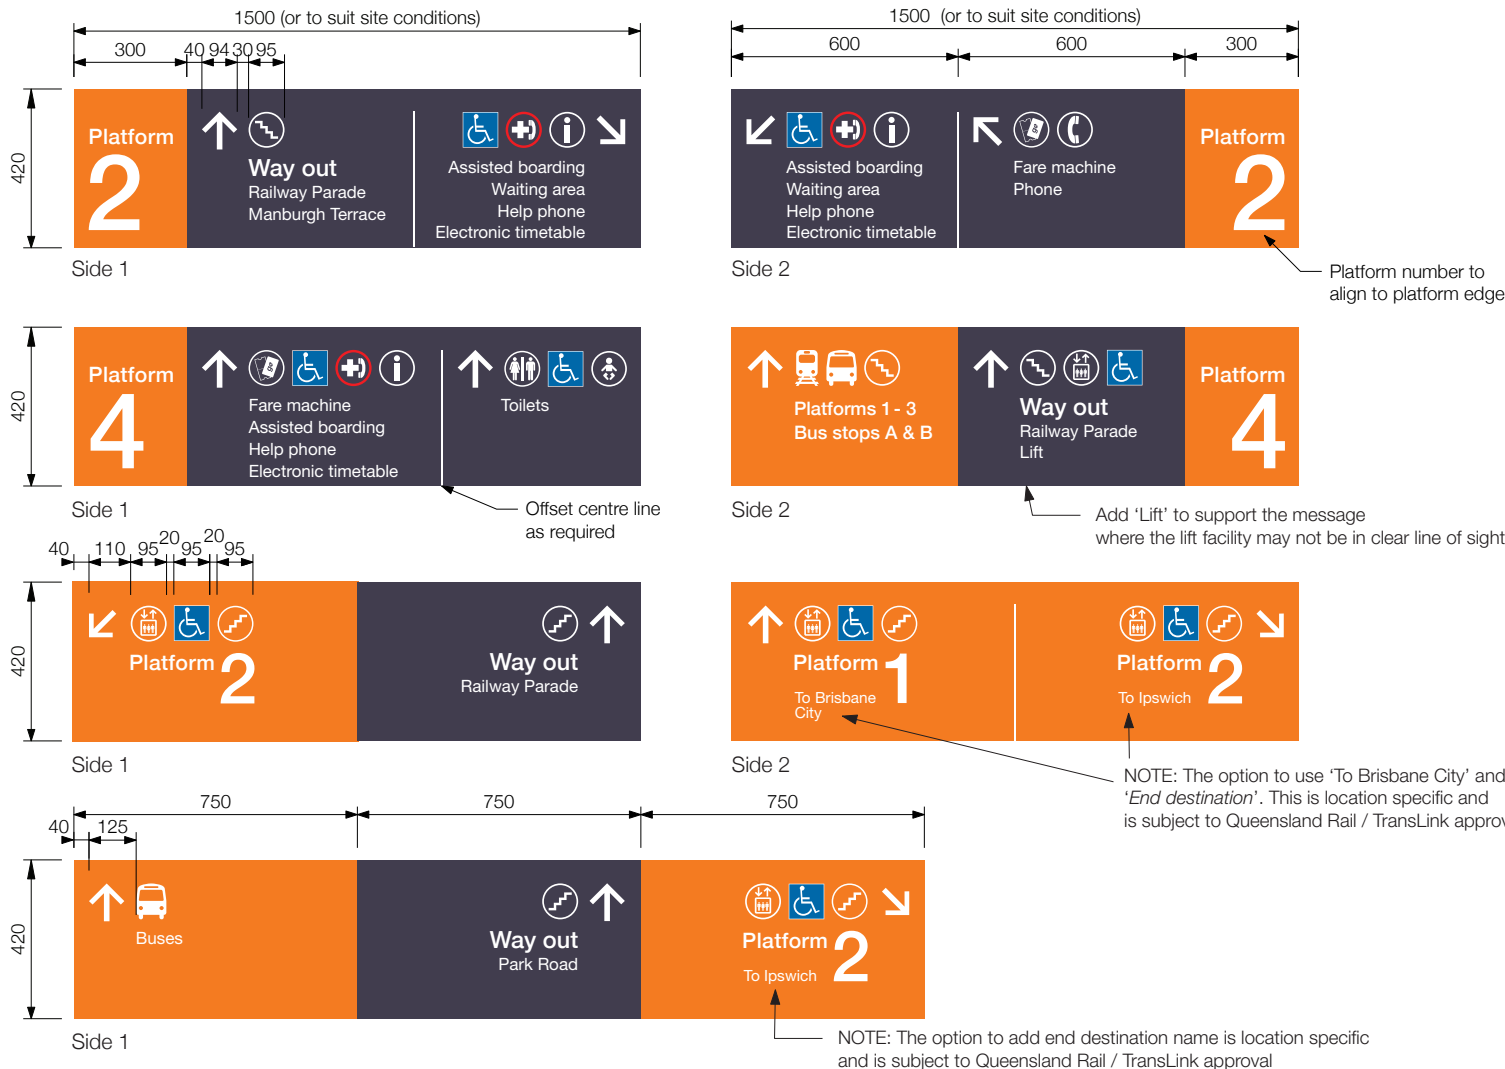 1500 (or to suit site conditions)
300
40 94 30 95
420
Platform
2
Way out
Railway Parade
Manburgh Terrace
Assisted boarding
Waiting area
Help phone
Electronic timetable
Side 1
1500 (or to suit site conditions)
600
600
300
Assisted boarding
Waiting area
Help phone
Electronic timetable
Fare machine
Phone
Platform
2
Side 2
Platform number to
align to platform edge
420
Platform
4
Fare machine
Assisted boarding
Help phone
Electronic timetable
Toilets
Side 1
Offset centre line
as required
Platforms 1 - 3
Bus stops A & B
Way out
Railway Parade
Lift
Platform
4
Side 2
Add ‘Lift’ to support the message
where the lift facility may not be in clear line of sight
40 110 95 20 95 20 95
420
Platform 2
Way out
Railway Parade
Side 1
Platform 1
To Brisbane
City
Platform 2
To Ipswich
Side 2
NOTE: The option to use ‘To Brisbane City’ and
‘End destination’. This is location specific and
is subject to Queensland Rail / TransLink approv
750
750
750
40 125
420
Buses
Way out
Park Road
Platform 2
To Ipswich
Side 1
NOTE: The option to add end destination name is location specific
and is subject to Queensland Rail / TransLink approval